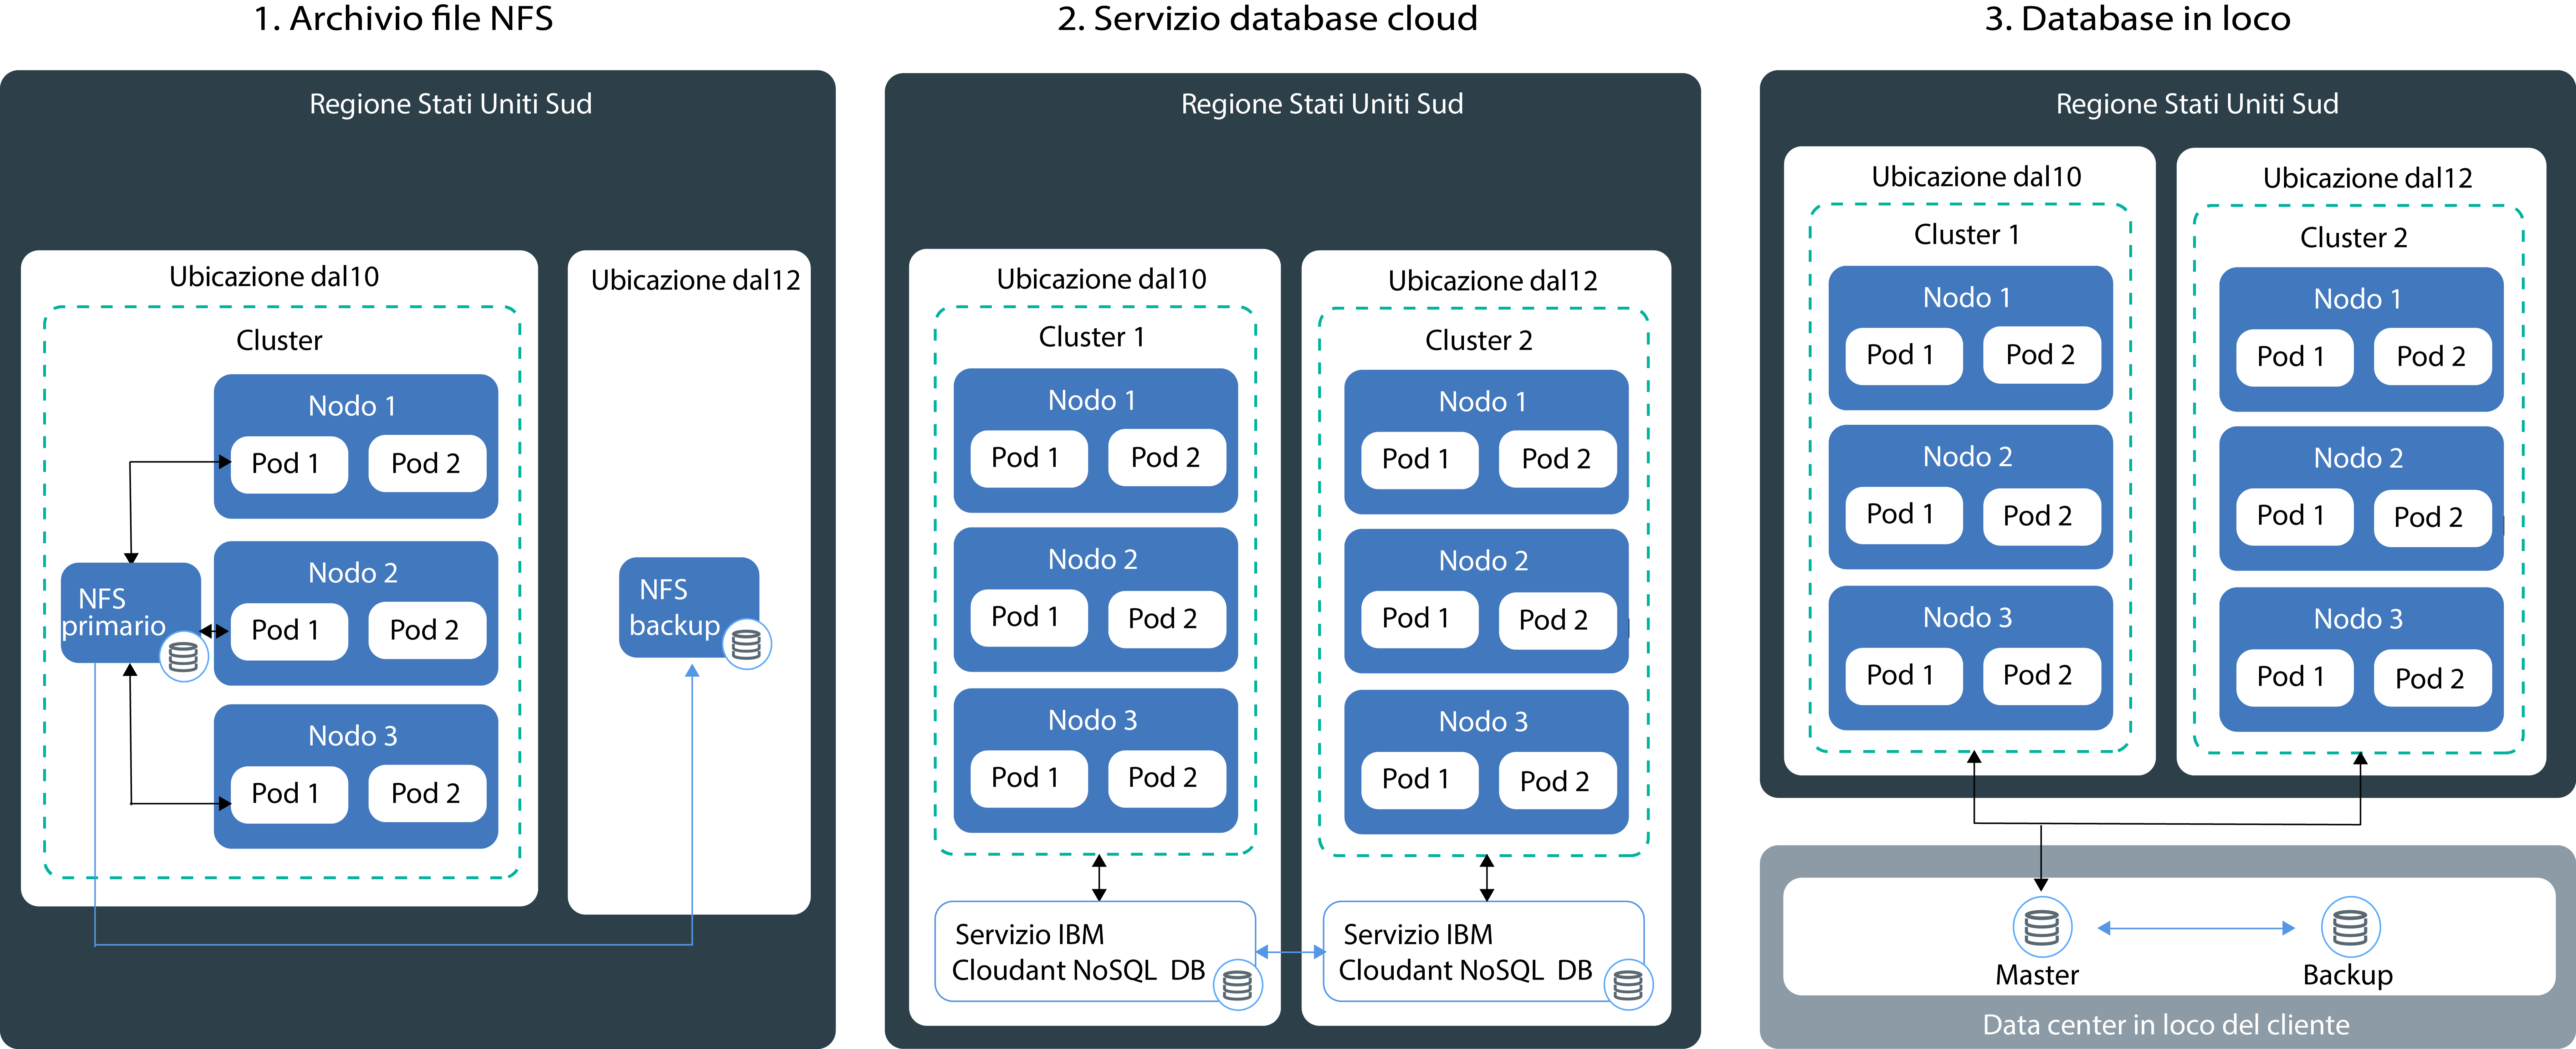 1. Archivio file NFS
Regione Stati Uniti Sud
Ubicazione dal10
Cluster
Nodo 1
Pod 1
Pod 2
Nodo 2
Pod 1
Pod 2
Nodo 3
Pod 1
Pod 2
NFS
primario
Ubicazione dal12
NFS
backup
2. Servizio database cloud
Regione Stati Uniti Sud
Ubicazione dal10
Cluster 1
Nodo 1
Pod 1
Pod 2
Nodo 2
Pod 1
Pod 2
Nodo 3
Pod 1
Pod 2
Servizio IBM
Cloudant NoSQL DB
Ubicazione dal12
Cluster 2
Nodo 1
Pod 1
Pod 2
Nodo 2
Pod 1
Pod 2
Nodo 3
Pod 1
Pod 2
Servizio IBM
Cloudant NoSQL DB
3. Database in loco
Regione Stati Uniti Sud
Ubicazione dal10
Cluster 1
Nodo 1
Pod 1
Pod 2
Nodo 2
Pod 1
Pod 2
Nodo 3
Pod 1
Pod 2
Ubicazione dal12
Cluster 2
Nodo 1
Pod 1
Pod 2
Nodo 2
Pod 1
Pod 2
Nodo 3
Pod 1
Pod 2
Master
Backup
Data center in loco del cliente